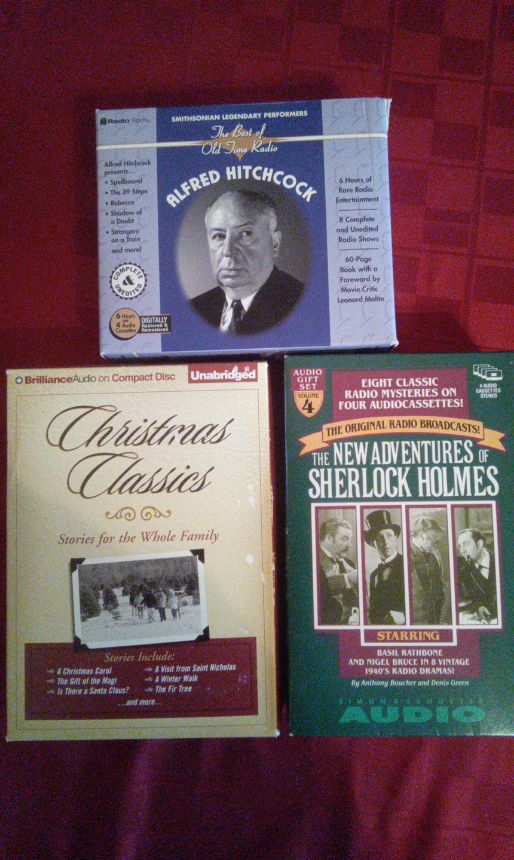 Radio Spirits
SMITHSONIAN LEGENDARY PERFORMERS
The Best of
Old Time Radio
ALFRED HITCHCOCK
Alfred Hitchcock
presents...
• Spellbound
• The 39 Steps
• Rebecca
• Shadow of
a Doubt
• Strangers
on a Train
and more!
COMPLETE
&
UNEDITED
6 Hours
on
4 Audio
Cassettes
DIGITALLY
Restored &
Remastered
6 Hours of
Rare Radio
Entertainment
8 Complete
and Unedited
Radio Shows
60-Page
Book with a
Foreword by
Movie Critic
Leonard Maltin
BrillianceAudio on Compact Disc
Unabridged
Christmas
Classics
Stories for the Whole Family
Stories Include:
A Christmas Carol
The Gift of the Magi
Is There a Santa Claus?
A Visit from Saint Nicholas
A Winter Walk
The Fir Tree
...and more...
AUDIO
GIFT
SET
VOLUME
4
EIGHT CLASSIC
RADIO MYSTERIES ON
FOUR AUDIOCASSETTES!
4 AUDIO
CASSETTES
STEREO
THE ORIGINAL RADIO BROADCASTS!
THE NEW ADVENTURES OF
SHERLOCK HOLMES
STARRING
BASIL RATHBONE
AND NIGEL BRUCE IN 8 VINTAGE
1940'S RADIO DRAMAS!
By Anthony Boucher and Denis Green
SIMON & SCHUSTER
AUDIO